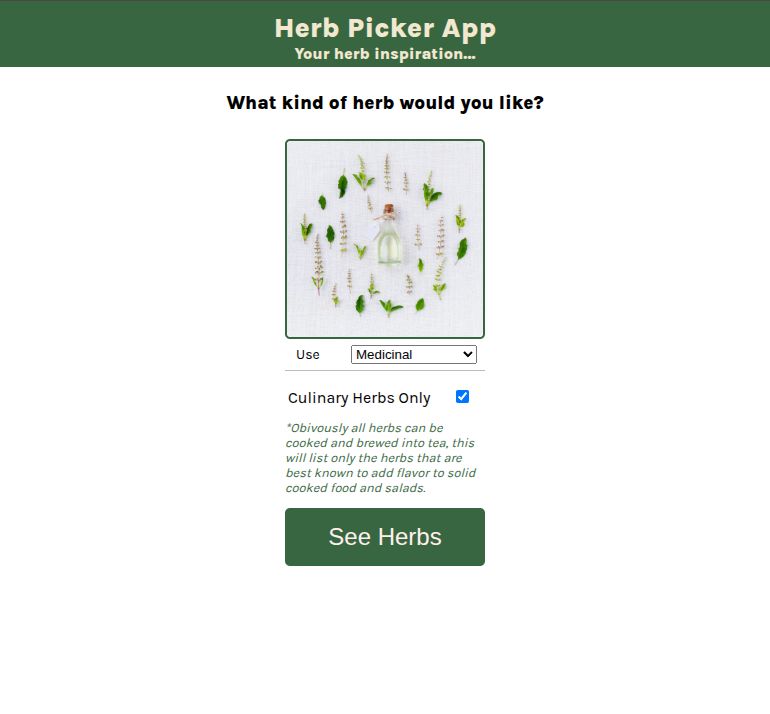 Herb Picker App
Your herb inspiration...
What kind of herb would you like?
Use Medicinal
Culinary Herbs Only
*Obivously all herbs can be
cooked and brewed into tea, this
will list only the herbs that are
best known to add flavor to solid
cooked food and salads.
See Herbs